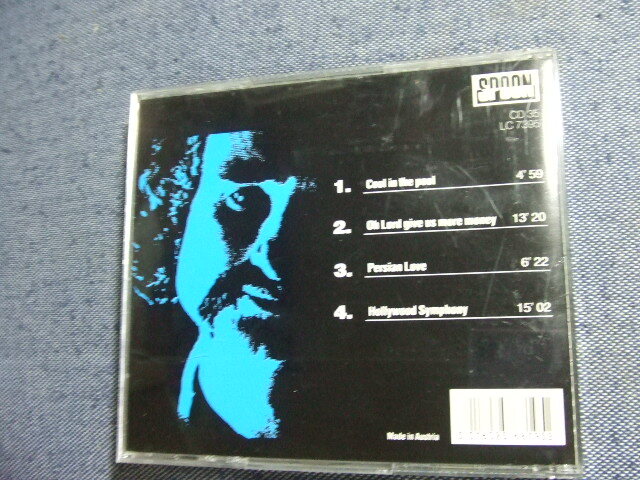 SPOON
CD 35
LC 7395
1. Cool in the pool 4' 59
2. Oh Lord give us more money 13' 20
3. Persian Love 6' 22
4. Hollywood Symphony 15' 02
Made in Austria